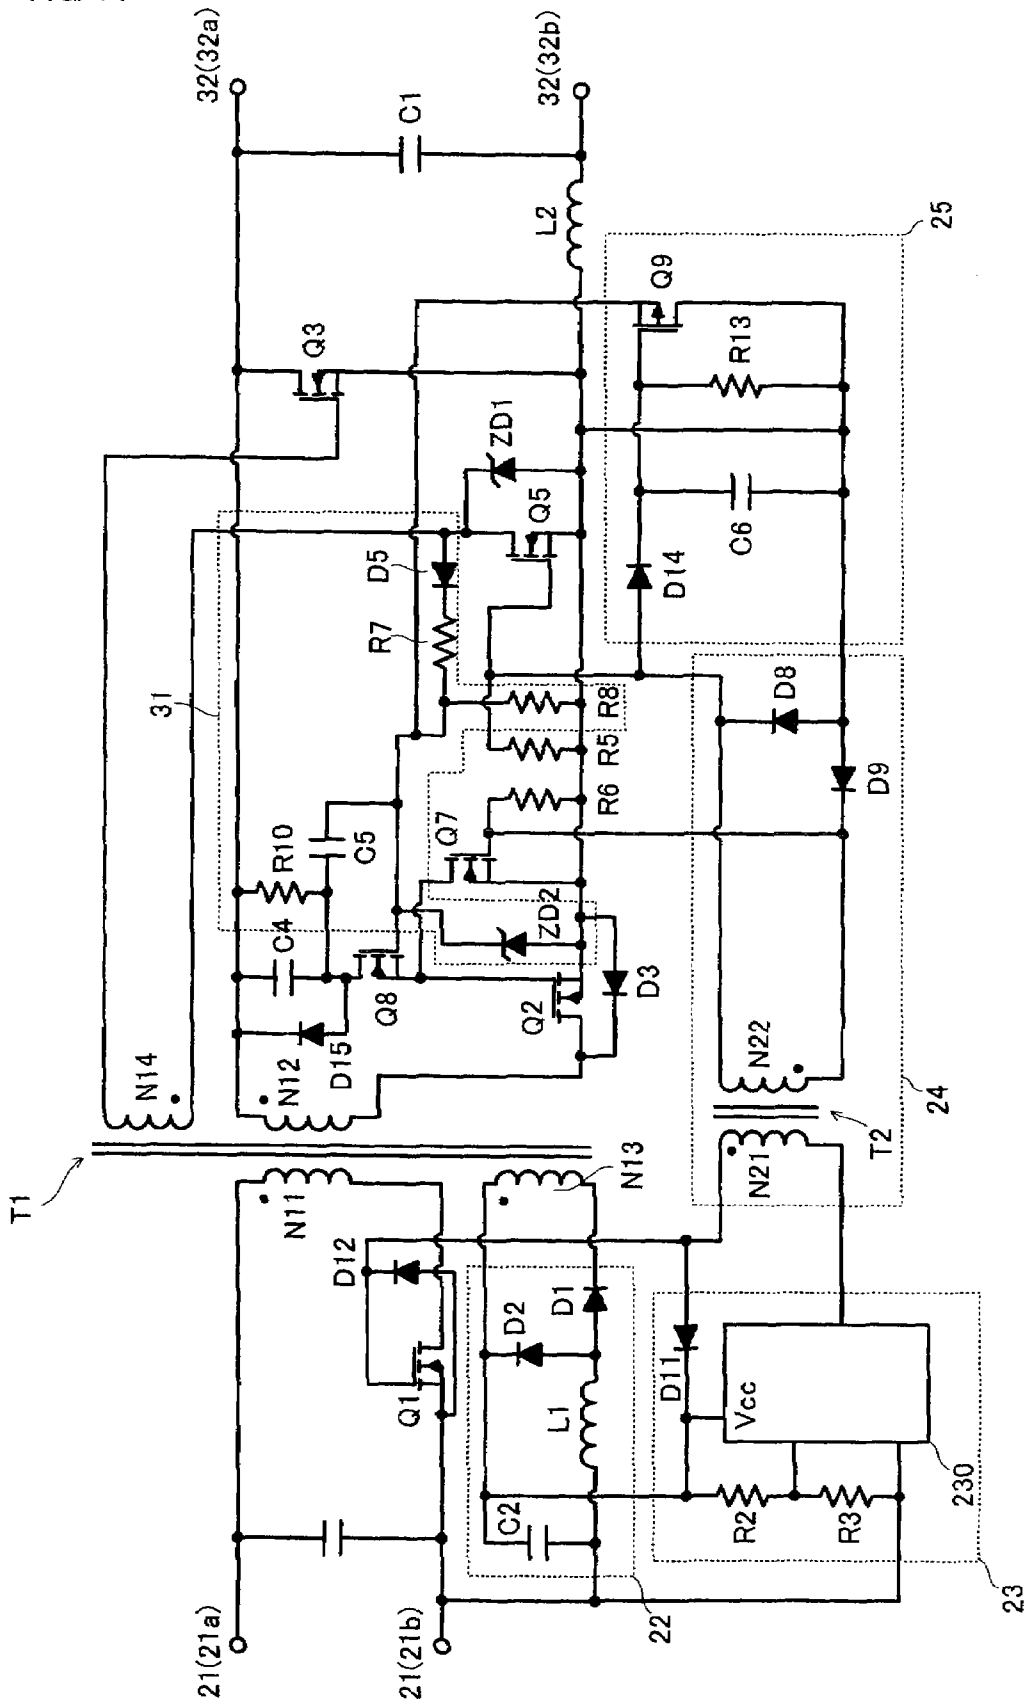 T1
N14
N12
N11
N13
D15
C4
R10
C5
Q8
Q7
ZD2
Q2
D3
31
R7
D5
R8
R5
R6
Q5
ZD1
Q3
C1
L2
32(32a)
32(32b)
25
Q9
R13
C6
D14
D8
D9
24
N22
N21
T2
D12
Q1
D2
D1
L1
C2
22
D11
Vcc
R2
R3
230
23
21(21a)
21(21b)